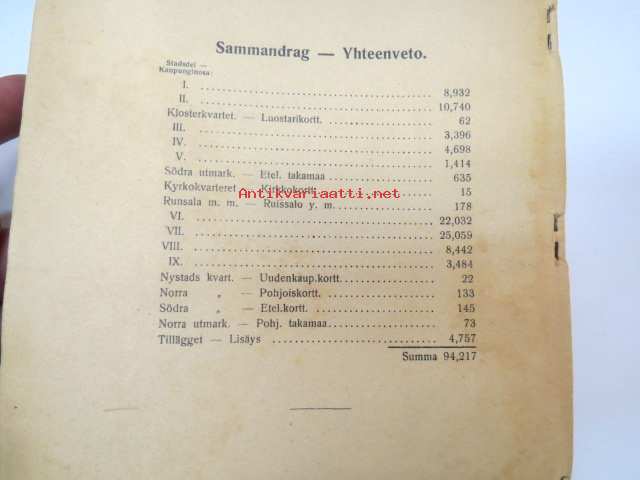 Sammandrag — Yhteenveto.
Stadsdel —
Kaupunginosa:
I. 8,932
II. 10,740
Klosterkvartet. — Luostarikortt. 62
III. 3,396
IV. 4,698
V. 1,414
Södra utmark. — Etel. takamaa 635
Kyrkokvarteret — Kirkkokortt. 15
Antikvariaatti.net
Runsala m. m. — Ruissalo y. m. 178
VI. 22,032
VII. 25,059
VIII. 8,442
IX. 3,484
Nystads kvart. — Uudenkaup.kortt. 22
Norra „ — Pohjoiskortt. 133
Södra „ — Etel.kortt. 145
Norra utmark. — Pohj. takamaa 73
Tillägget — Lisäys 4,757
Summa 94,217